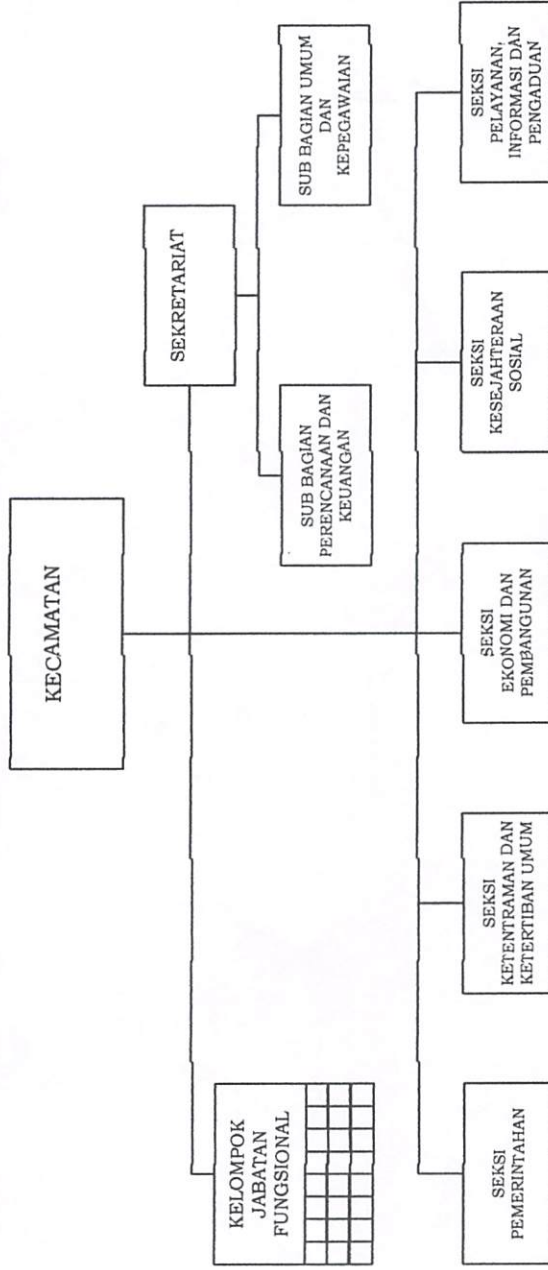 KECAMATAN
SEKRETARIAT
KELOMPOK
JABATAN
FUNGSIONAL
SUB BAGIAN
PERENCANAAN DAN
KEUANGAN
SUB BAGIAN UMUM
DAN
KEPEGAWAIAN
SEKSI
PEMERINTAHAN
SEKSI
KETENTRAMAN DAN
KETERTIBAN UMUM
SEKSI
EKONOMI DAN
PEMBANGUNAN
SEKSI
KESEJAHTERAAN
SOSIAL
SEKSI
PELAYANAN,
INFORMASI DAN
PENGADUAN